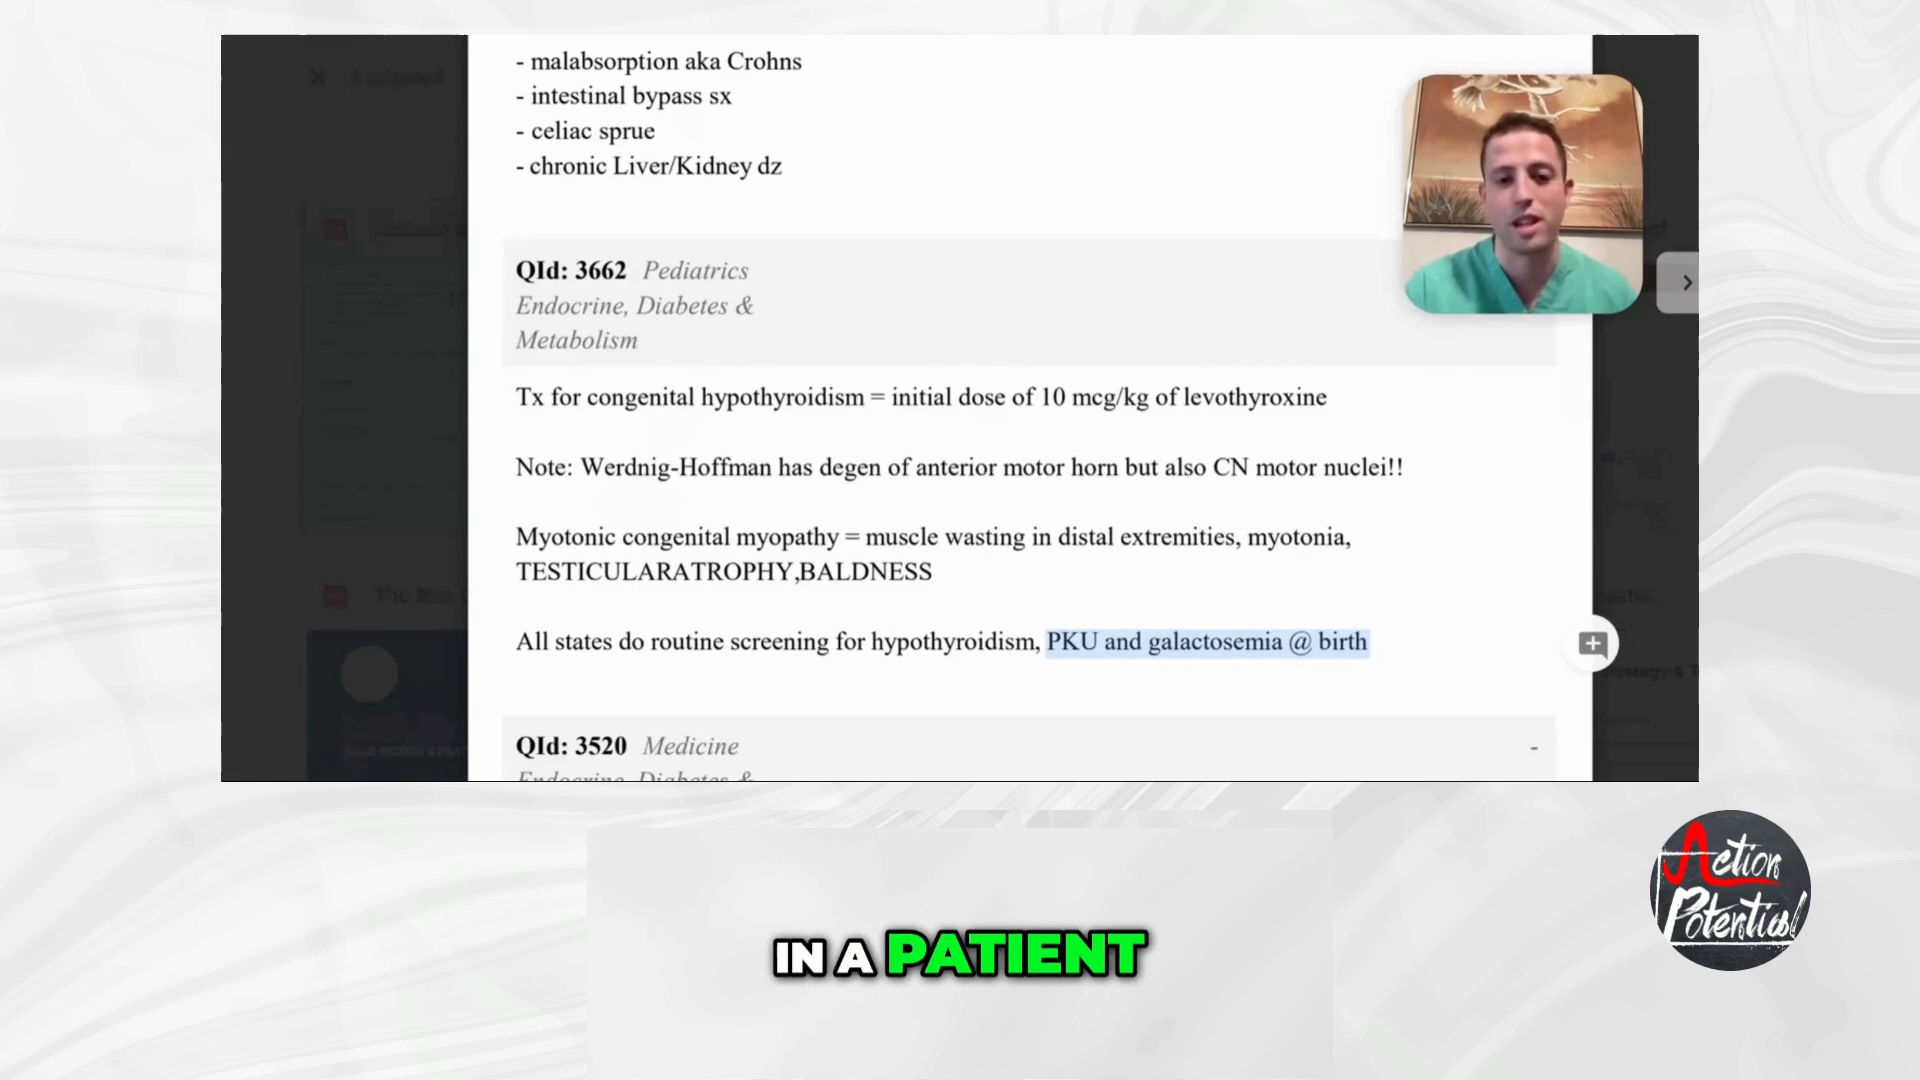 - malabsorption aka Crohns
- intestinal bypass sx
- celiac sprue
- chronic Liver/Kidney dz
QId: 3662 Pediatrics
Endocrine, Diabetes &
Metabolism
Tx for congenital hypothyroidism = initial dose of 10 mcg/kg of levothyroxine
Note: Werdnig-Hoffman has degen of anterior motor horn but also CN motor nuclei!!
Myotonic congenital myopathy = muscle wasting in distal extremities, myotonia,
TESTICULARATROPHY,BALDNESS
All states do routine screening for hypothyroidism, PKU and galactosemia @ birth
QId: 3520 Medicine -
Endocrine, Diabetes &
Action
Potential
IN A PATIENT